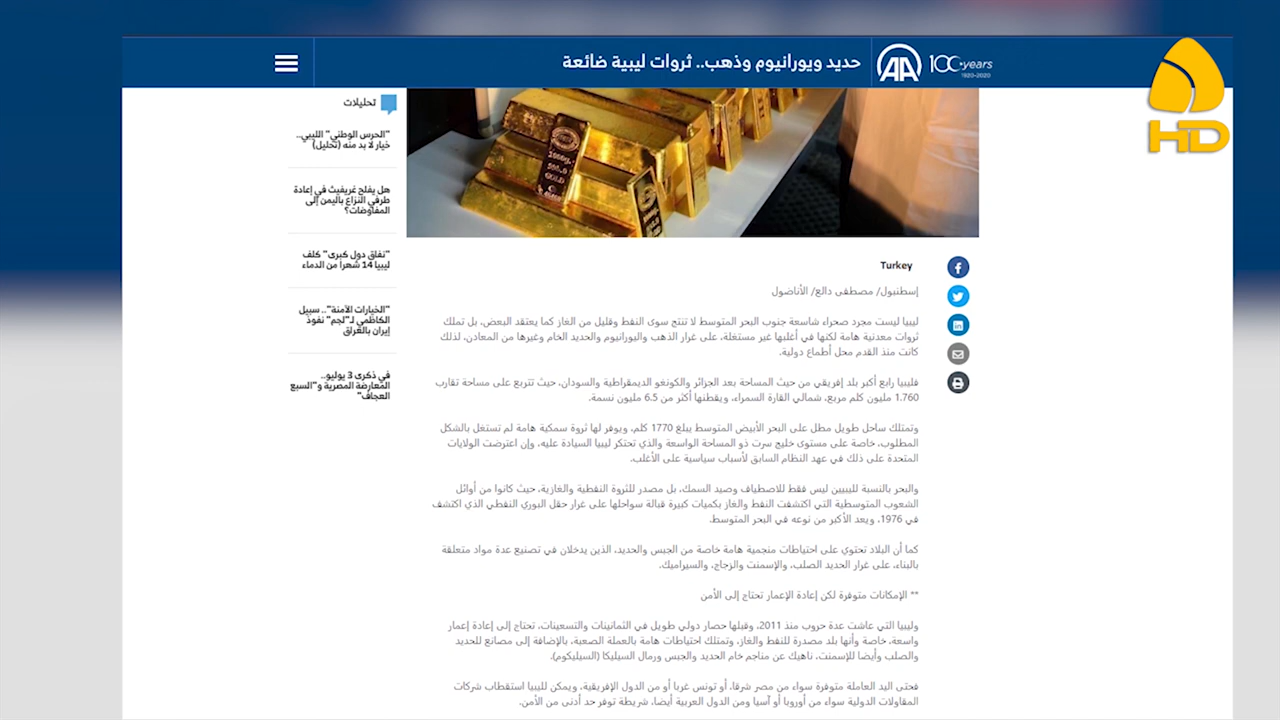 حديد ويورانيوم وذهب.. ثروات ليبية ضائعة
AA
100 years
1920-2020
HD
تحليلات
"الحرس الوطني" الليبي..
خيار لا بد منه (تحليل)
هل يفلح غريفيث في إعادة
طرفي النزاع باليمن إلى
المفاوضات؟
"نفاق دول كبرى" كلف
ليبيا 14 شهرا من الدماء
"الخيارات الآمنة".. سبيل
الكاظمي لـ"لجم" نفوذ
إيران بالعراق
في ذكرى 3 يوليو..
المعارضة المصرية و"السبع
العجاف"
1000g.
GOLD
Turkey
إسطنبول/ مصطفى دالع/ الأناضول
ليبيا ليست مجرد صحراء شاسعة جنوب البحر المتوسط لا تنتج سوى النفط وقليل من الغاز كما يعتقد البعض، بل تملك
ثروات معدنية هامة لكنها في أغلبها غير مستغلة، على غرار الذهب واليورانيوم والحديد الخام وغيرها من المعادن، لذلك
كانت منذ القدم محل أطماع دولية.
فليبيا رابع أكبر بلد إفريقي من حيث المساحة بعد الجزائر والكونغو الديمقراطية والسودان، حيث تتربع على مساحة تقارب
1.760 مليون كلم مربع، شمالي القارة السمراء، ويقطنها أكثر من 6.5 مليون نسمة.
وتمتلك ساحل طويل مطل على البحر الأبيض المتوسط يبلغ 1770 كلم، ويوفر لها ثروة سمكية هامة لم تستغل بالشكل
المطلوب، خاصة على مستوى خليج سرت ذو المساحة الواسعة والذي تحتكر ليبيا السيادة عليه، وإن اعترضت الولايات
المتحدة على ذلك في عهد النظام السابق لأسباب سياسية على الأغلب.
والبحر بالنسبة لليبيين ليس فقط للاصطياف وصيد السمك، بل مصدر للثروة النفطية والغازية، حيث كانوا من أوائل
الشعوب المتوسطية التي اكتشفت النفط والغاز بكميات كبيرة قبالة سواحلها على غرار حقل البوري النفطي الذي اكتشف
في 1976، ويعد الأكبر من نوعه في البحر المتوسط.
كما أن البلاد تحتوي على احتياطات منجمية هامة خاصة من الجبس والحديد، الذين يدخلان في تصنيع عدة مواد متعلقة
بالبناء، على غرار الحديد الصلب، والإسمنت والزجاج، والسيراميك.
** الإمكانات متوفرة لكن إعادة الإعمار تحتاج إلى الأمن
وليبيا التي عاشت عدة حروب منذ 2011، وقبلها حصار دولي طويل في الثمانينات والتسعينات، تحتاج إلى إعادة إعمار
واسعة، خاصة وأنها بلد مصدرة للنفط والغاز، وتمتلك احتياطات هامة بالعملة الصعبة، بالإضافة إلى مصانع للحديد
والصلب وأيضا للإسمنت، ناهيك عن مناجم خام الحديد والجبس ورمال السيليكا (السيليكوم).
فحتى اليد العاملة متوفرة سواء من مصر شرقا، أو تونس غربا أو من الدول الإفريقية، ويمكن لليبيا استقطاب شركات
المقاولات الدولية سواء من أوروبا أو آسيا ومن الدول العربية أيضا، شريطة توفر حد أدنى من الأمن.